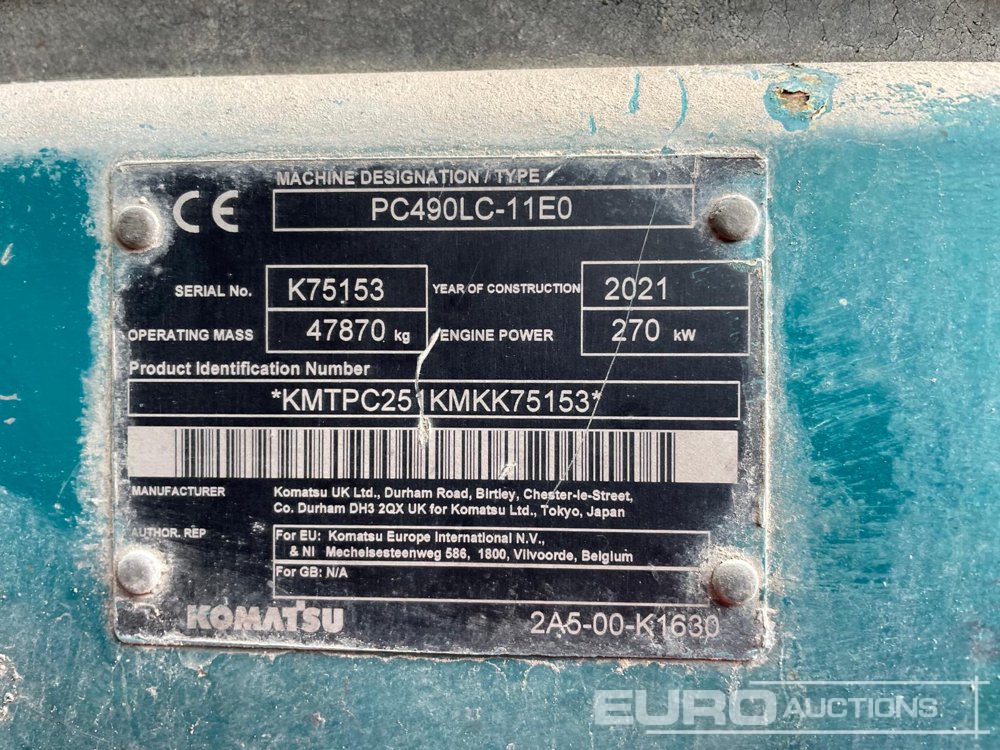 CE
MACHINE DESIGNATION / TYPE
PC490LC-11E0
SERIAL No. K75153 YEAR OF CONSTRUCTION 2021
OPERATING MASS 47870 kg ENGINE POWER 270 kW
Product Identification Number
*KMTPC251KMKK75153*
MANUFACTURER Komatsu UK Ltd., Durham Road, Birtley, Chester-le-Street,
Co. Durham DH3 2QX UK for Komatsu Ltd., Tokyo, Japan
AUTHOR. REP For EU: Komatsu Europe International N.V.,
& NI Mechelsesteenweg 586, 1800, Vilvoorde, Belgium
For GB: N/A
KOMATSU 2A5-00-K1630
EURO AUCTIONS